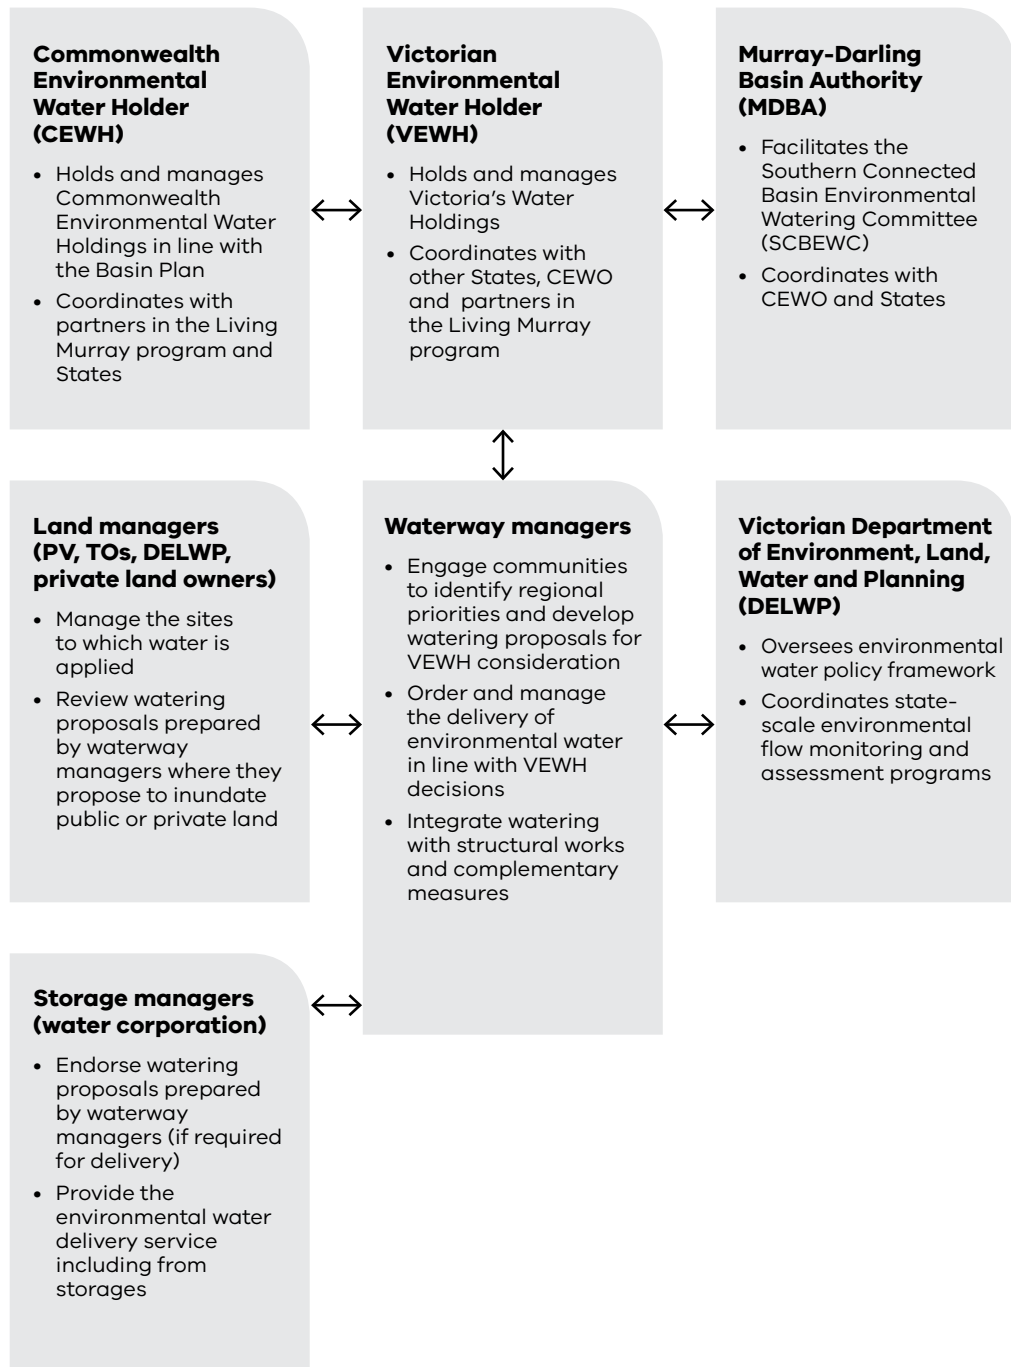 Commonwealth
Environmental
Water Holder
(CEWH)
• Holds and manages
Commonwealth
Environmental Water
Holdings in line with
the Basin Plan
• Coordinates with
partners in the Living
Murray program and
States
Victorian
Environmental
Water Holder
(VEWH)
• Holds and manages
Victoria’s Water
Holdings
• Coordinates with
other States, CEWO
and partners in
the Living Murray
program
Murray-Darling
Basin Authority
(MDBA)
• Facilitates the
Southern Connected
Basin Environmental
Watering Committee
(SCBEWC)
• Coordinates with
CEWO and States
Land managers
(PV, TOs, DELWP,
private land owners)
• Manage the sites
to which water is
applied
• Review watering
proposals prepared
by waterway
managers where they
propose to inundate
public or private land
Waterway managers
• Engage communities
to identify regional
priorities and develop
watering proposals for
VEWH consideration
• Order and manage
the delivery of
environmental water
in line with VEWH
decisions
• Integrate watering
with structural works
and complementary
measures
Victorian Department
of Environment, Land,
Water and Planning
(DELWP)
• Oversees environmental
water policy framework
• Coordinates state-
scale environmental
flow monitoring and
assessment programs
Storage managers
(water corporation)
• Endorse watering
proposals prepared
by waterway
managers (if required
for delivery)
• Provide the
environmental water
delivery service
including from
storages